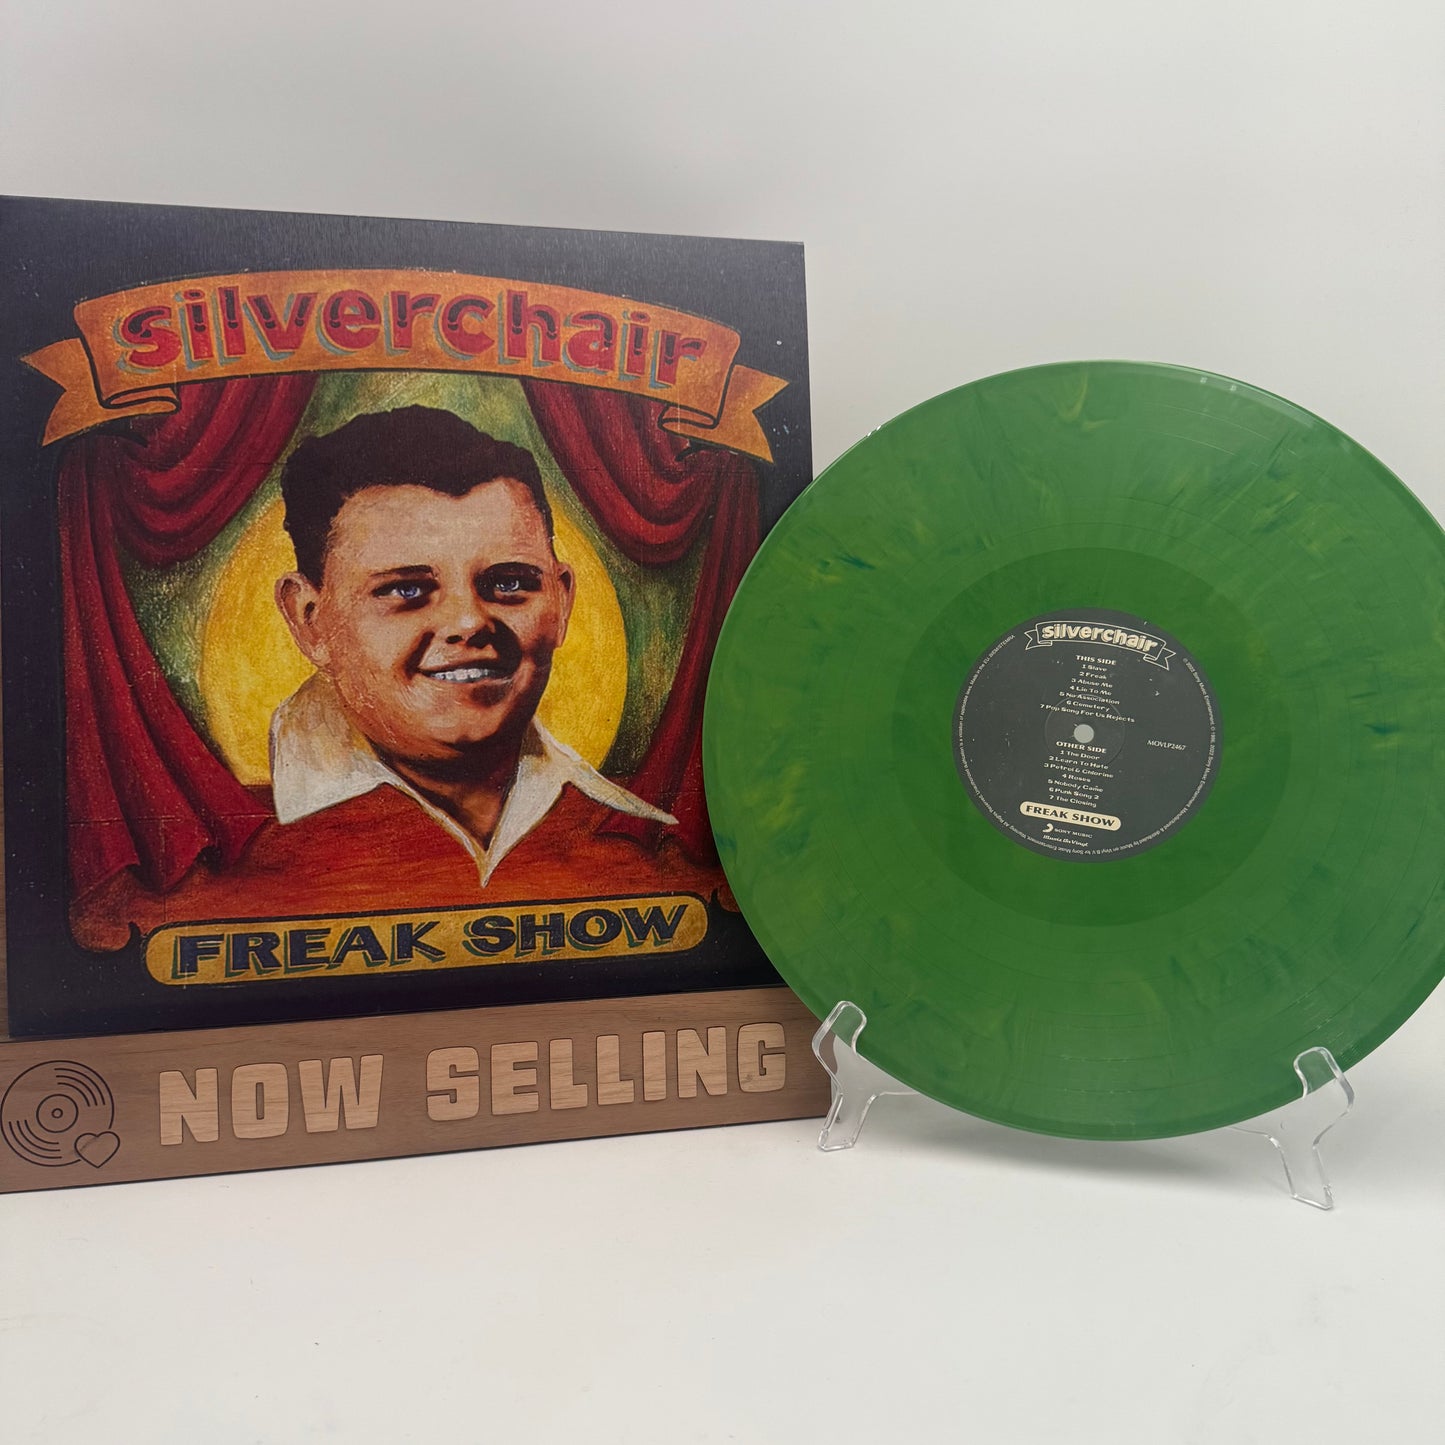 silverchair
FREAK SHOW
NOW SELLING
silverchair
THIS SIDE
1 Slave
2 Freak
3 Abuse Me
4 Lie To Me
5 No Association
6 Cemetery
7 Pop Song For Us Rejects
MOVLP2467
OTHER SIDE
1 The Door
2 Learn To Hate
3 Petrol & Chlorine
4 Roses
5 Nobody Came
6 Punk Song 2
7 The Closing
FREAK SHOW
SONY MUSIC
Music On Vinyl